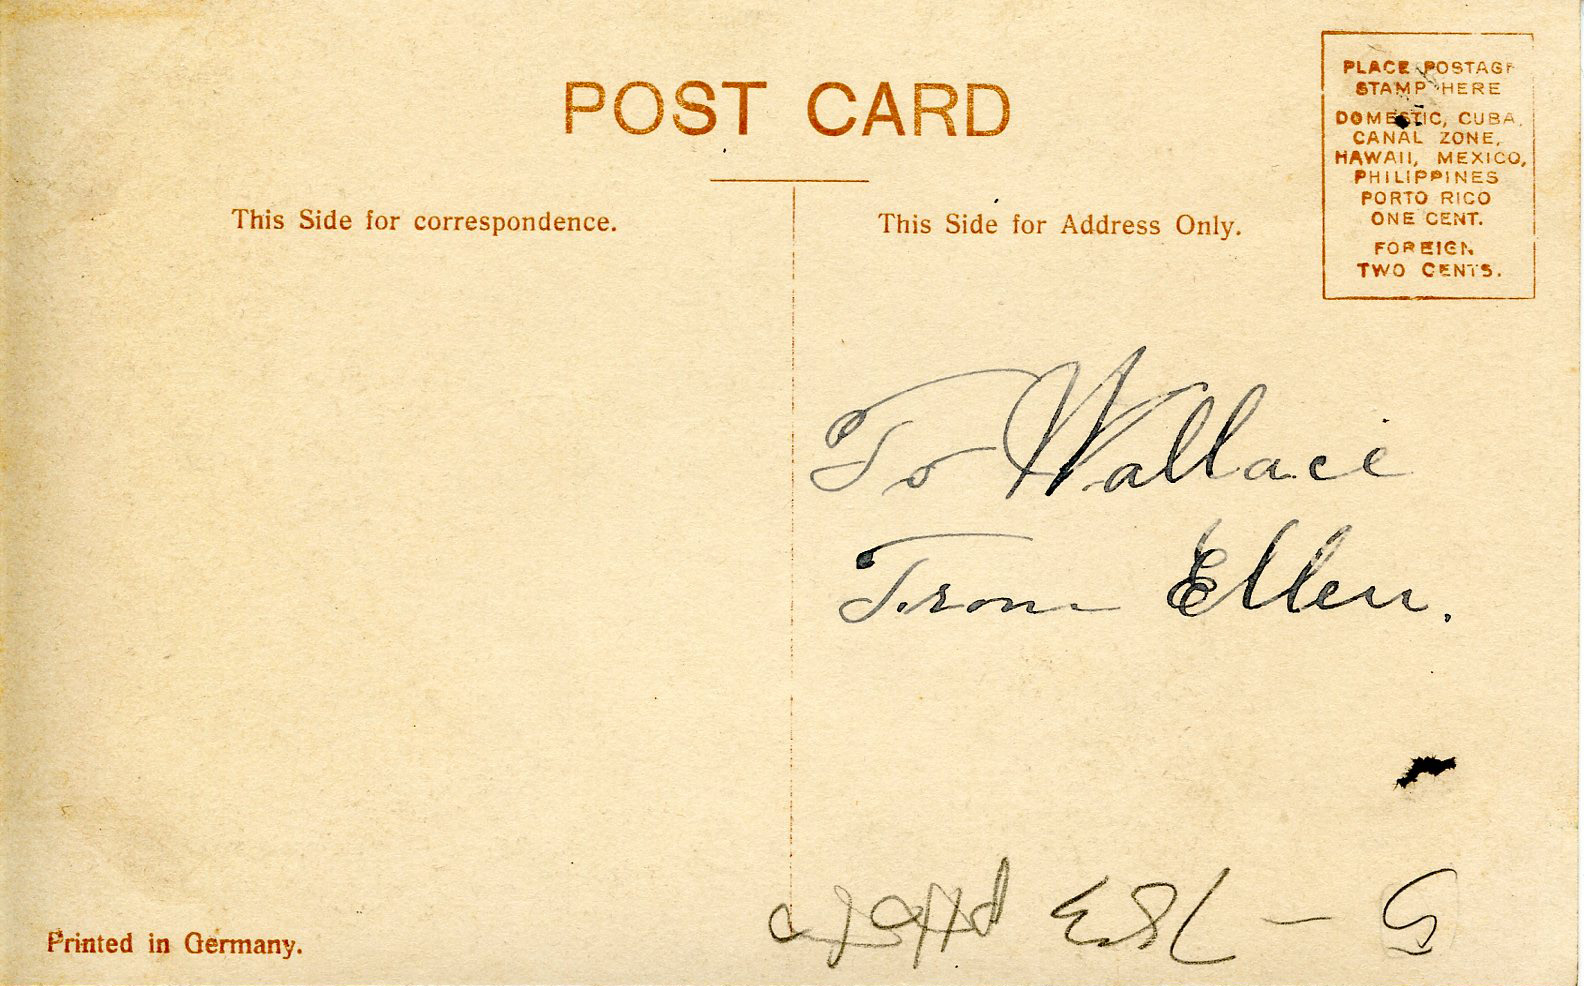 POST CARD
This Side for correspondence.
This Side for Address Only.
PLACE POSTAGE
STAMP HERE
DOMESTIC, CUBA,
CANAL ZONE,
HAWAII, MEXICO,
PHILIPPINES
PORTO RICO
ONE CENT.
FOREIGN
TWO CENTS.
To Wallace
From Ellen.
Printed in Germany.